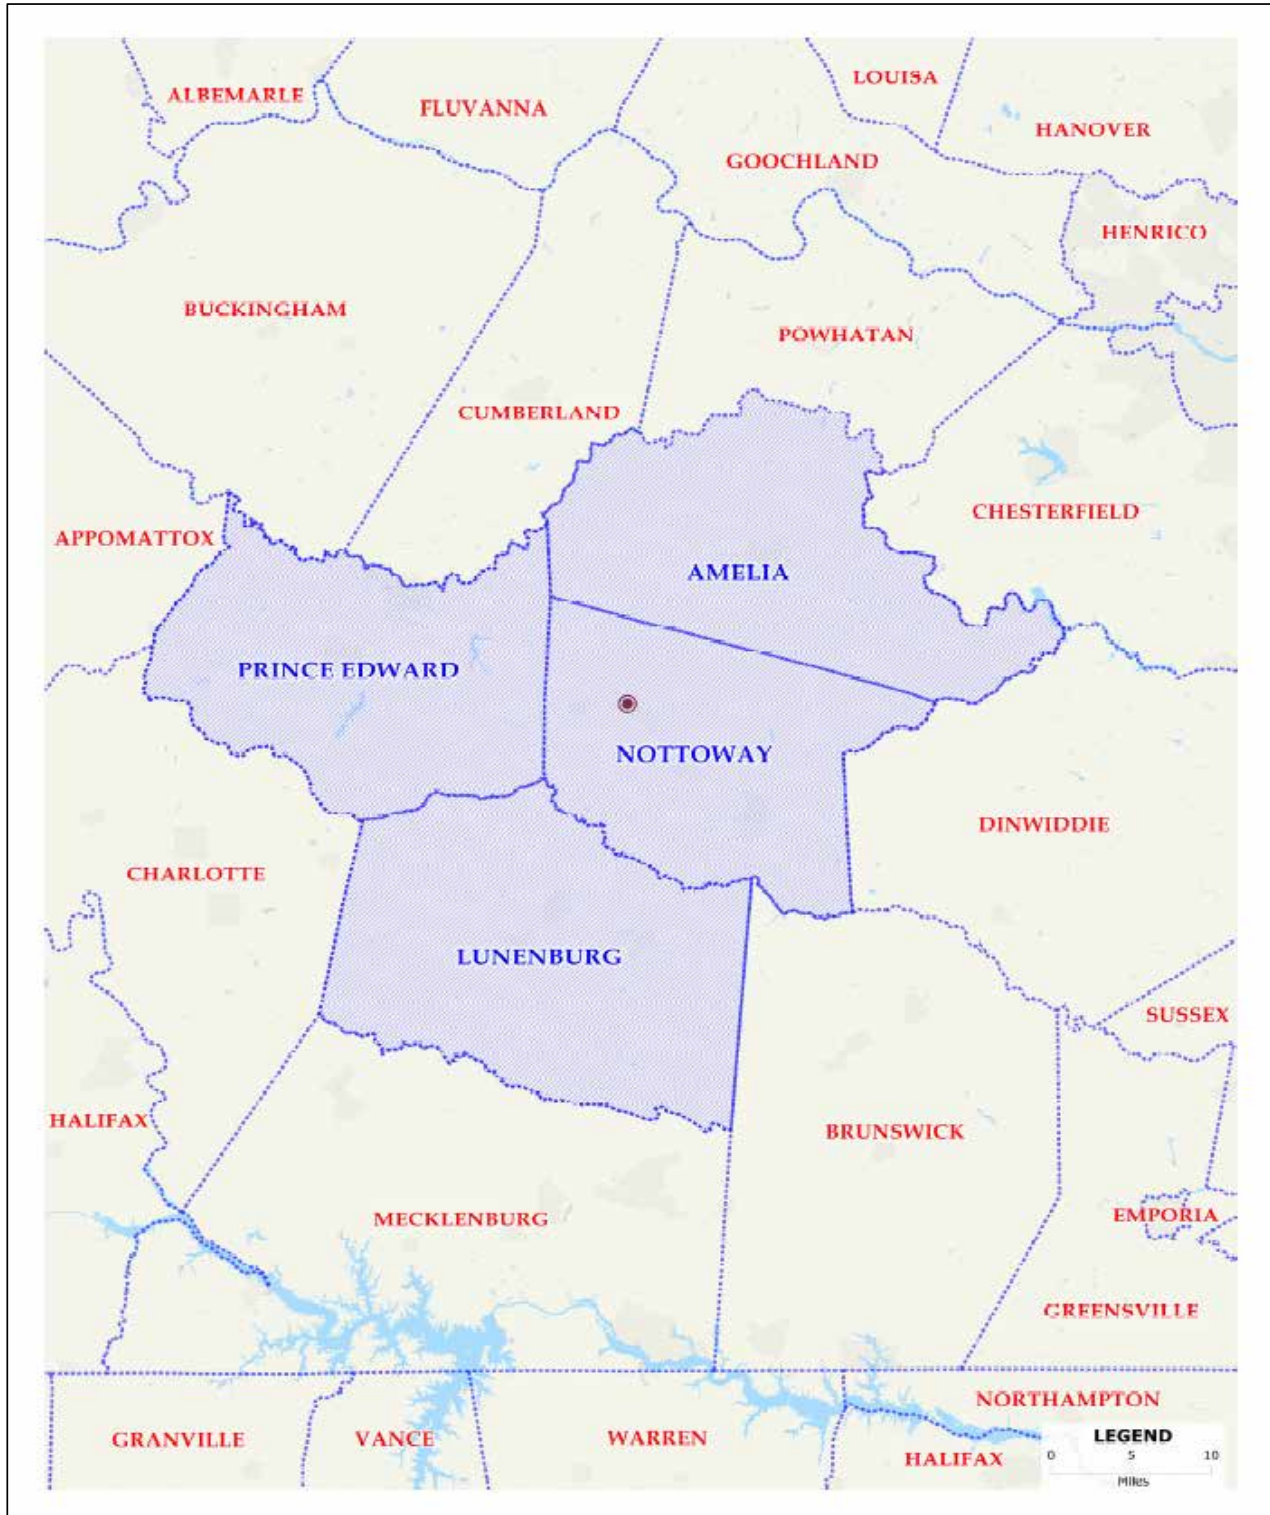 LOUISA
ALBEMARLE
FLUVANNA
HANOVER
GOOCHLAND
HENRICO
BUCKINGHAM
POWHATAN
CUMBERLAND
CHESTERFIELD
APPOMATTOX
AMELIA
PRINCE EDWARD
NOTTOWAY
DINWIDDIE
CHARLOTTE
LUNENBURG
SUSSEX
HALIFAX
BRUNSWICK
MECKLENBURG
EMPORIA
GREENSVILLE
NORTHAMPTON
GRANVILLE
VANCE
WARREN
HALIFAX
LEGEND
0 5 10
Miles